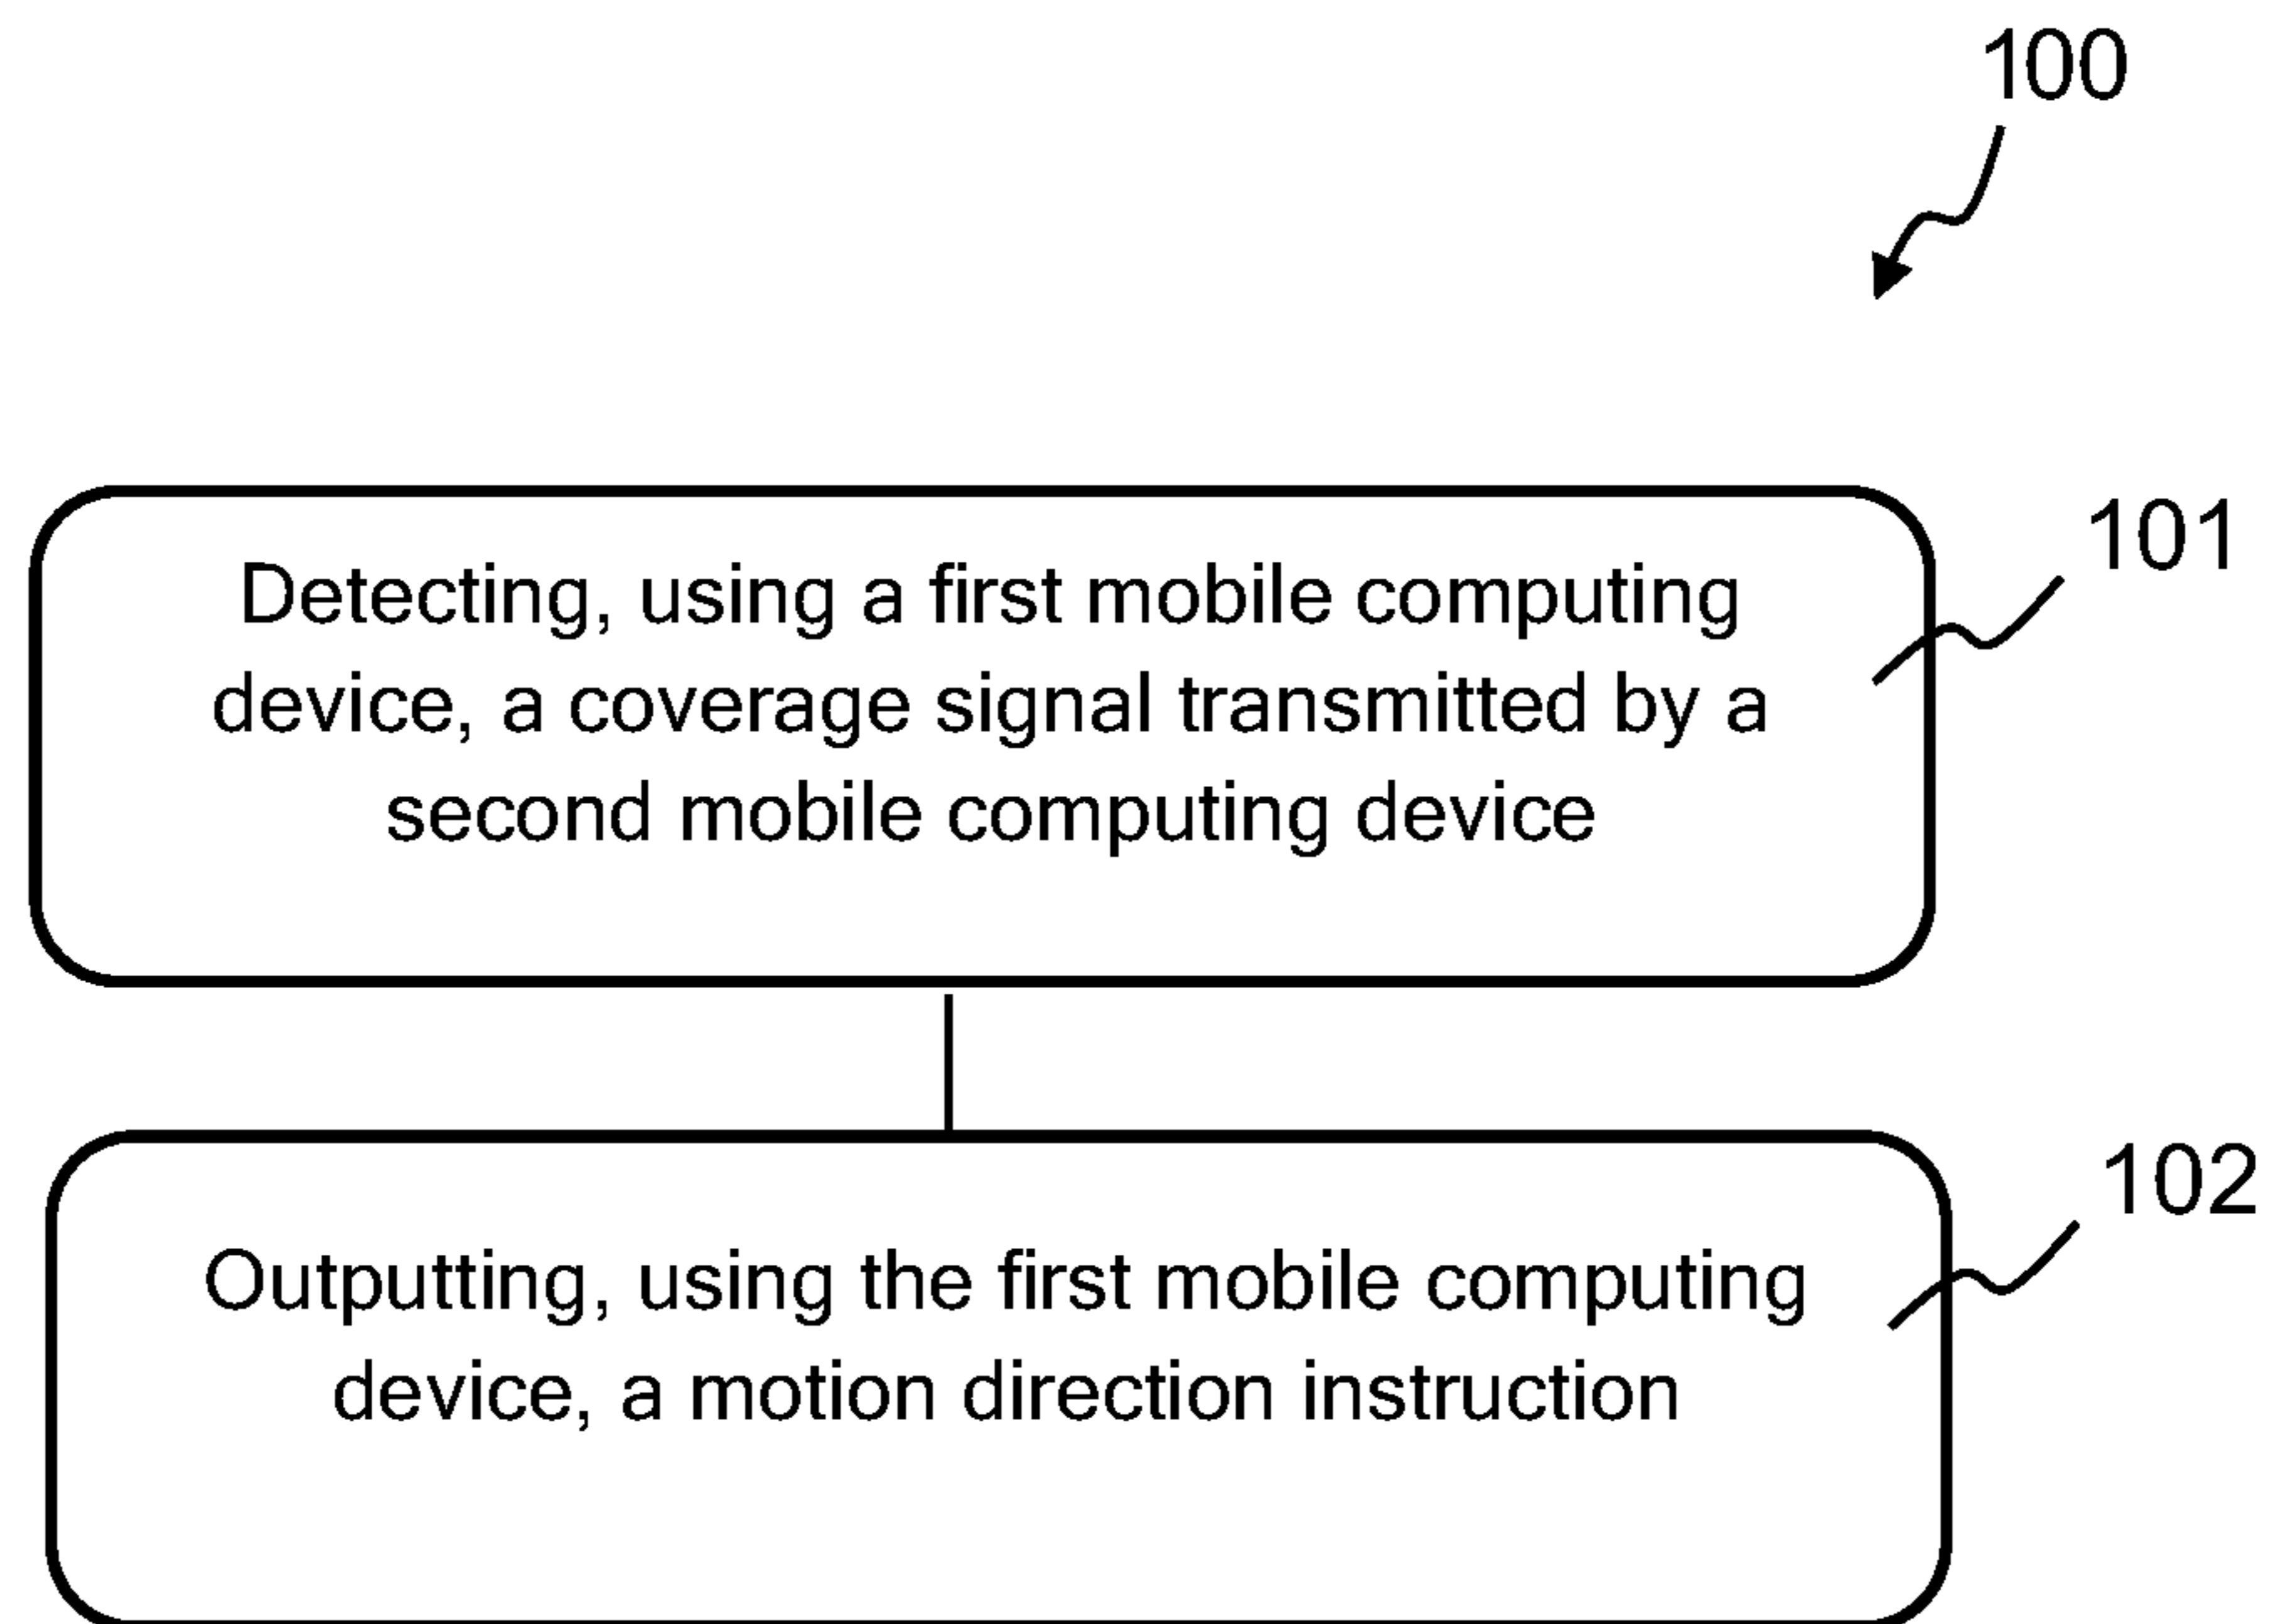 100
101
Detecting, using a first mobile computing
device, a coverage signal transmitted by a
second mobile computing device
102
Outputting, using the first mobile computing
device, a motion direction instruction